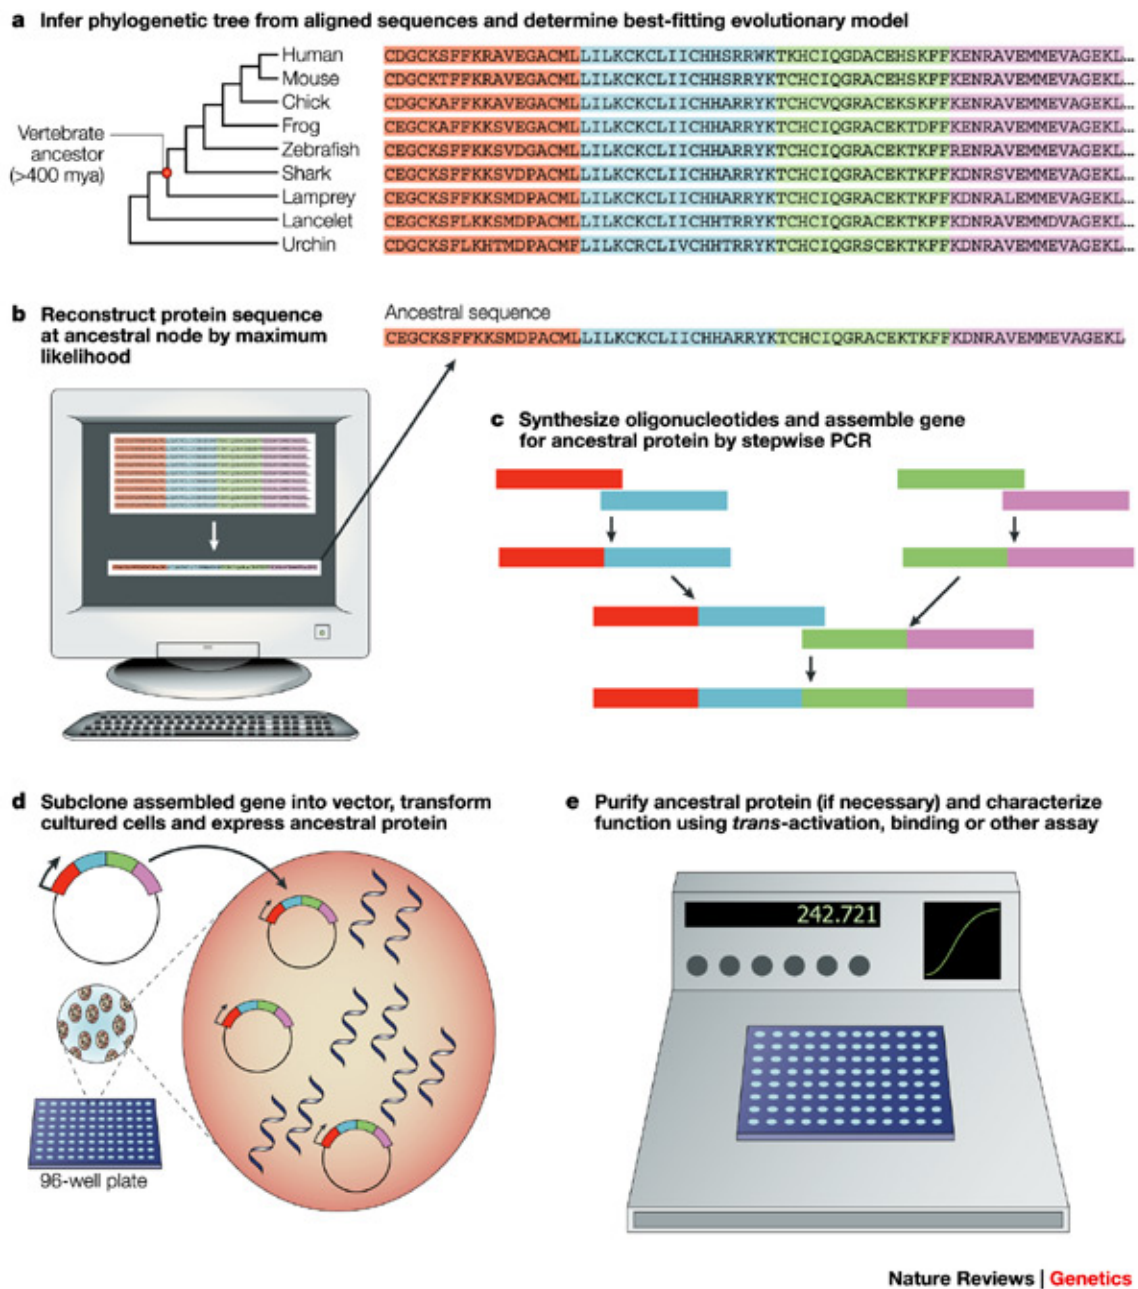 a Infer phylogenetic tree from aligned sequences and determine best-fitting evolutionary model
Human CDGCKSFFKRAVEGACMLLILKCKCLIICHHSRRWKTKHCIQGDACEHSKFFKENRAVEMMEVAGEKL...
Mouse CDGCKTFFKRAVEGACMLLILKCKCLIICHHSRRYKTCHCIQGRACEHSKFFKENRAVEMMEVAGEKL...
Chick CDGCKAFFKKAVEGACMLLILKCKCLIICHHARRYKTCHCVQGRACEKSKFFKENRAVEMMEVAGEKL...
Frog CEGCKAFFKKSVEGACMLLILKCKCLIICHHARRYKTCHCIQGRACEKTDFFKENRAVEMMEVAGEKL...
Zebrafish CEGCKAFFKKSVDGACMLLILKCKCLIICHHARRYKTCHCIQGRACEKTKFFRENRAVEMMEVAGEKL...
Shark CEGCKSFFKKSVDPACMLLILKCKCLIICHHARRYKTCHCIQGRACEKTKFFKDNRSVEMMEVAGEKL...
Lamprey CEGCKSFFKKSMDPACMLLILKCKCLIICHHARRYKTCHCIQGRACEKTKFFKDNRALEMMEVAGEKL...
Lancelet CEGCKSFLKKSMDPACMLLILKCKCLIICHHTRRYKTCHCIQGRACEKTKFFKDNRAVEMMDVAGEKL...
Urchin CDGCKSFLKHTMDPACMFLILKCRCLIVCHHTRRYKTCHCIQGRSCEKTKFFKDNRAVEMMEVAGEKL...
Vertebrate
ancestor
(>400 mya)
b Reconstruct protein sequence
at ancestral node by maximum
likelihood
Ancestral sequence
CEGCKSFFKKSMDPACMLLILKCKCLIICHHARRYKTCHCIQGRACEKTKFFKDNRAVEMMEVAGEKL
c Synthesize oligonucleotides and assemble gene
for ancestral protein by stepwise PCR
d Subclone assembled gene into vector, transform
cultured cells and express ancestral protein
96-well plate
e Purify ancestral protein (if necessary) and characterize
function using trans-activation, binding or other assay
242.721
Nature Reviews | Genetics